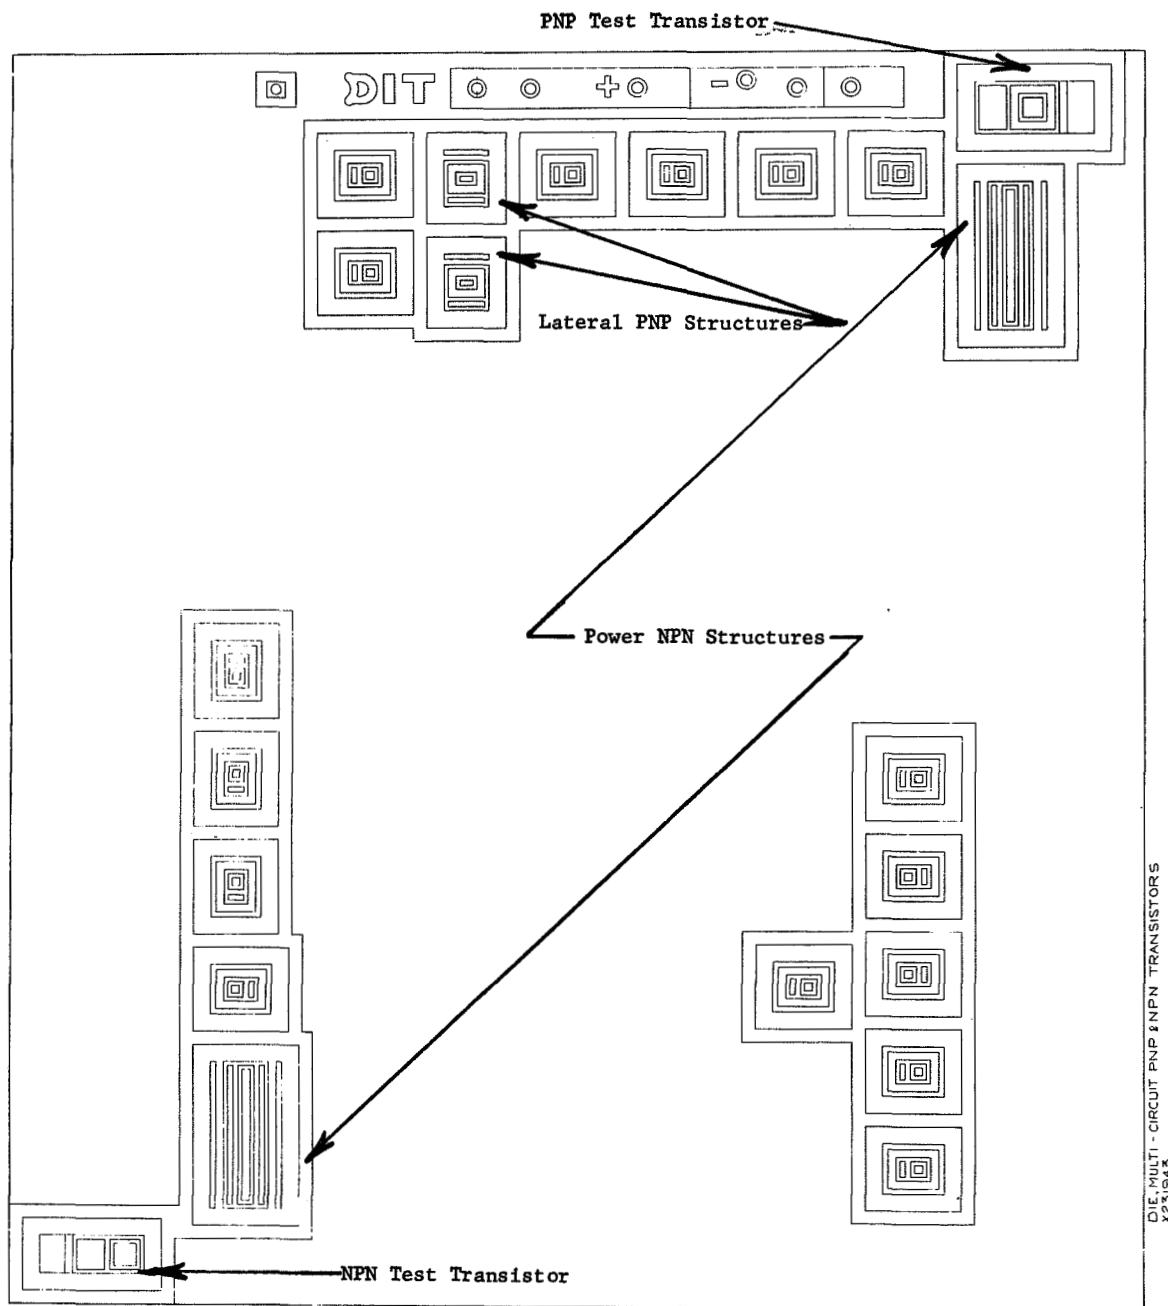 PNP Test Transistor
DIT
+
-
Lateral PNP Structures
Power NPN Structures
NPN Test Transistor
DIE, MULTI - CIRCUIT PNP & NPN TRANSISTORS
X231943